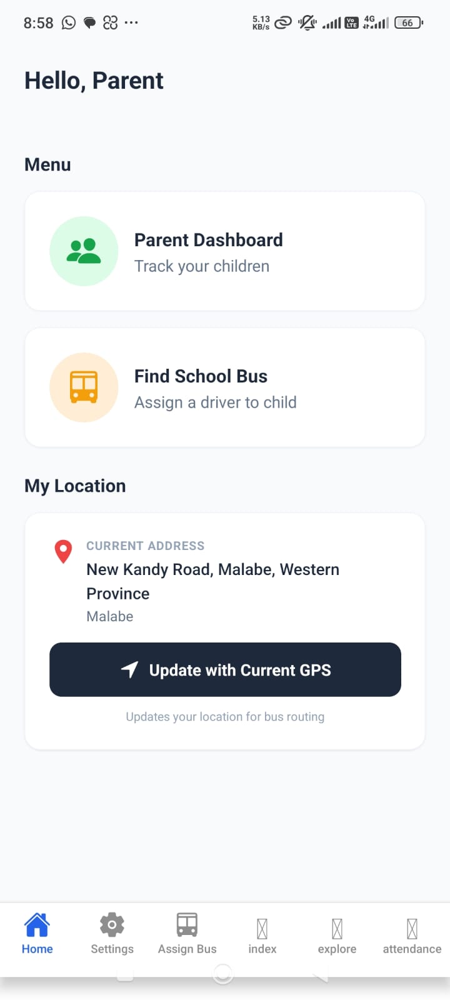 8:58
5.13
KB/s
Vo
LTE
4G
66
Hello, Parent
Menu
Parent Dashboard
Track your children
Find School Bus
Assign a driver to child
My Location
CURRENT ADDRESS
New Kandy Road, Malabe, Western
Province
Malabe
Update with Current GPS
Updates your location for bus routing
Home
Settings
Assign Bus
index
explore
attendance